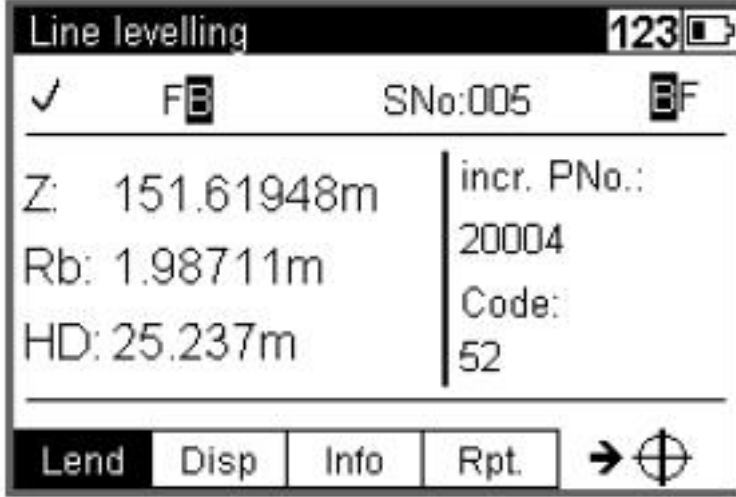 Line levelling 123
✓ FB SNo:005 BF
Z: 151.61948m
Rb: 1.98711m
HD: 25.237m
incr. PNo.:
20004
Code:
52
Lend Disp Info Rpt.